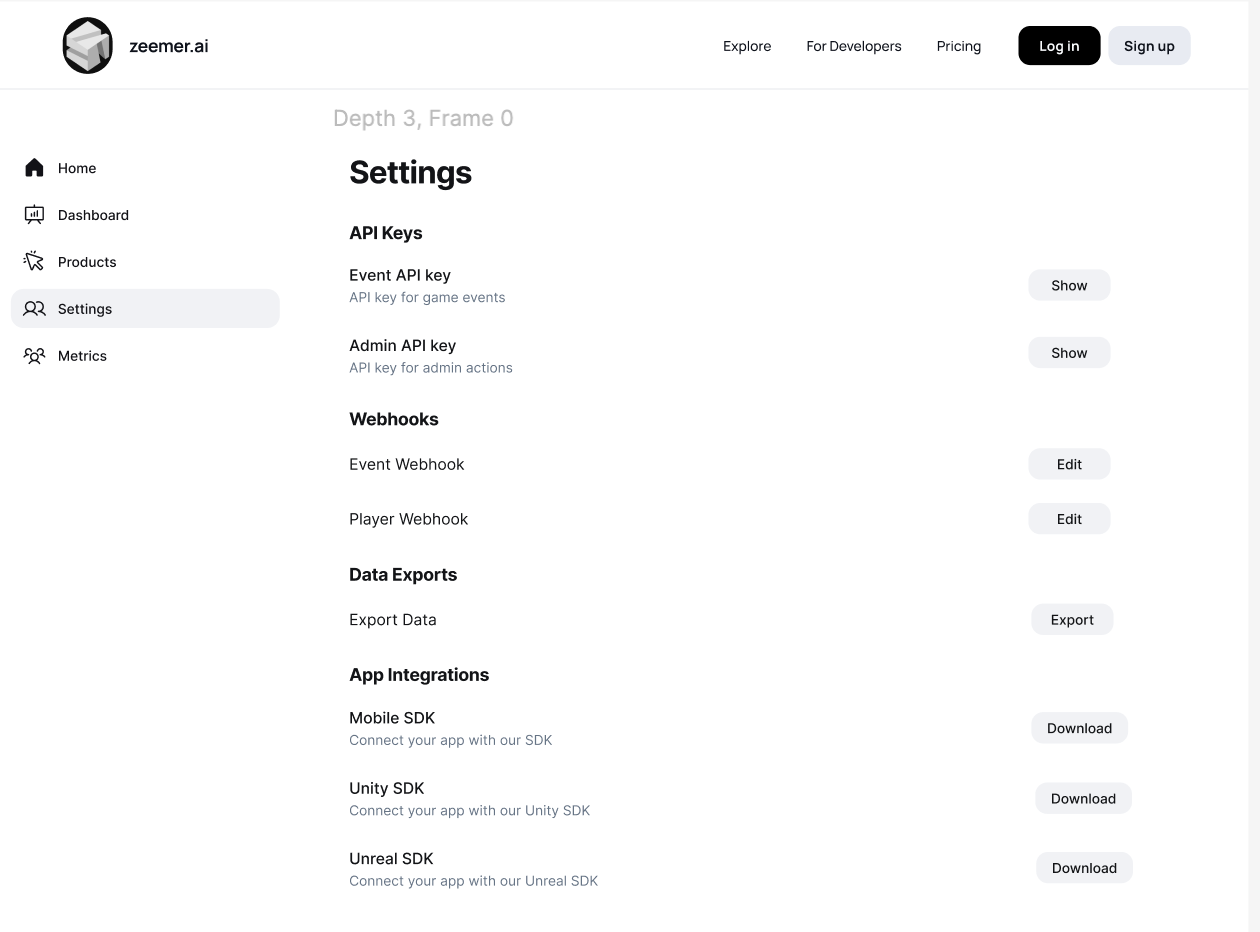 zeemer.ai
Explore
For Developers
Pricing
Log in
Sign up
Depth 3, Frame 0
Home
Dashboard
Products
Settings
Metrics
Settings
API Keys
Event API key
API key for game events
Show
Admin API key
API key for admin actions
Show
Webhooks
Event Webhook
Edit
Player Webhook
Edit
Data Exports
Export Data
Export
App Integrations
Mobile SDK
Connect your app with our SDK
Download
Unity SDK
Connect your app with our Unity SDK
Download
Unreal SDK
Connect your app with our Unreal SDK
Download